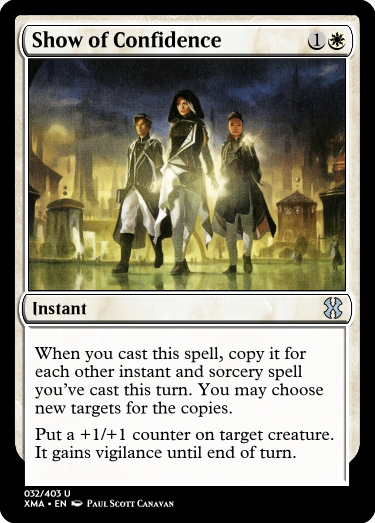 Show of Confidence 1
Instant
When you cast this spell, copy it for
each other instant and sorcery spell
you've cast this turn. You may choose
new targets for the copies.
Put a +1/+1 counter on target creature.
It gains vigilance until end of turn.
032/403 U
XMA • EN Paul Scott Canavan